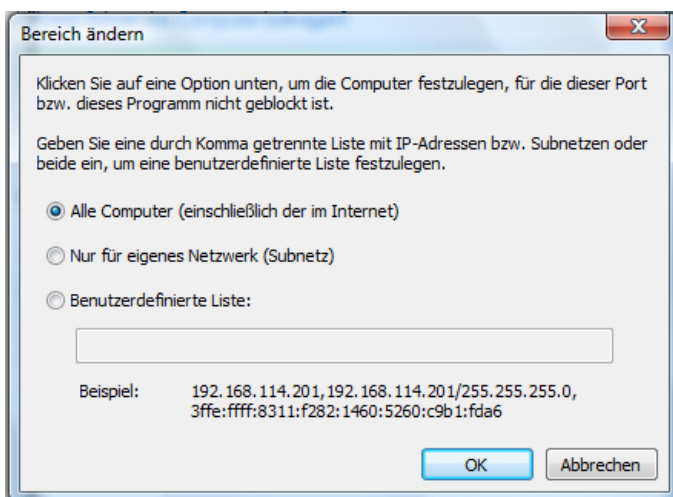 Bereich ändern
Klicken Sie auf eine Option unten, um die Computer festzulegen, für die dieser Port
bzw. dieses Programm nicht geblockt ist.
Geben Sie eine durch Komma getrennte Liste mit IP-Adressen bzw. Subnetzen oder
beide ein, um eine benutzerdefinierte Liste festzulegen.
Alle Computer (einschließlich der im Internet)
Nur für eigenes Netzwerk (Subnetz)
Benutzerdefinierte Liste:
Beispiel: 192.168.114.201,192.168.114.201/255.255.255.0,
3ffe:ffff:8311:f282:1460:5260:c9b1:fda6
OK Abbrechen